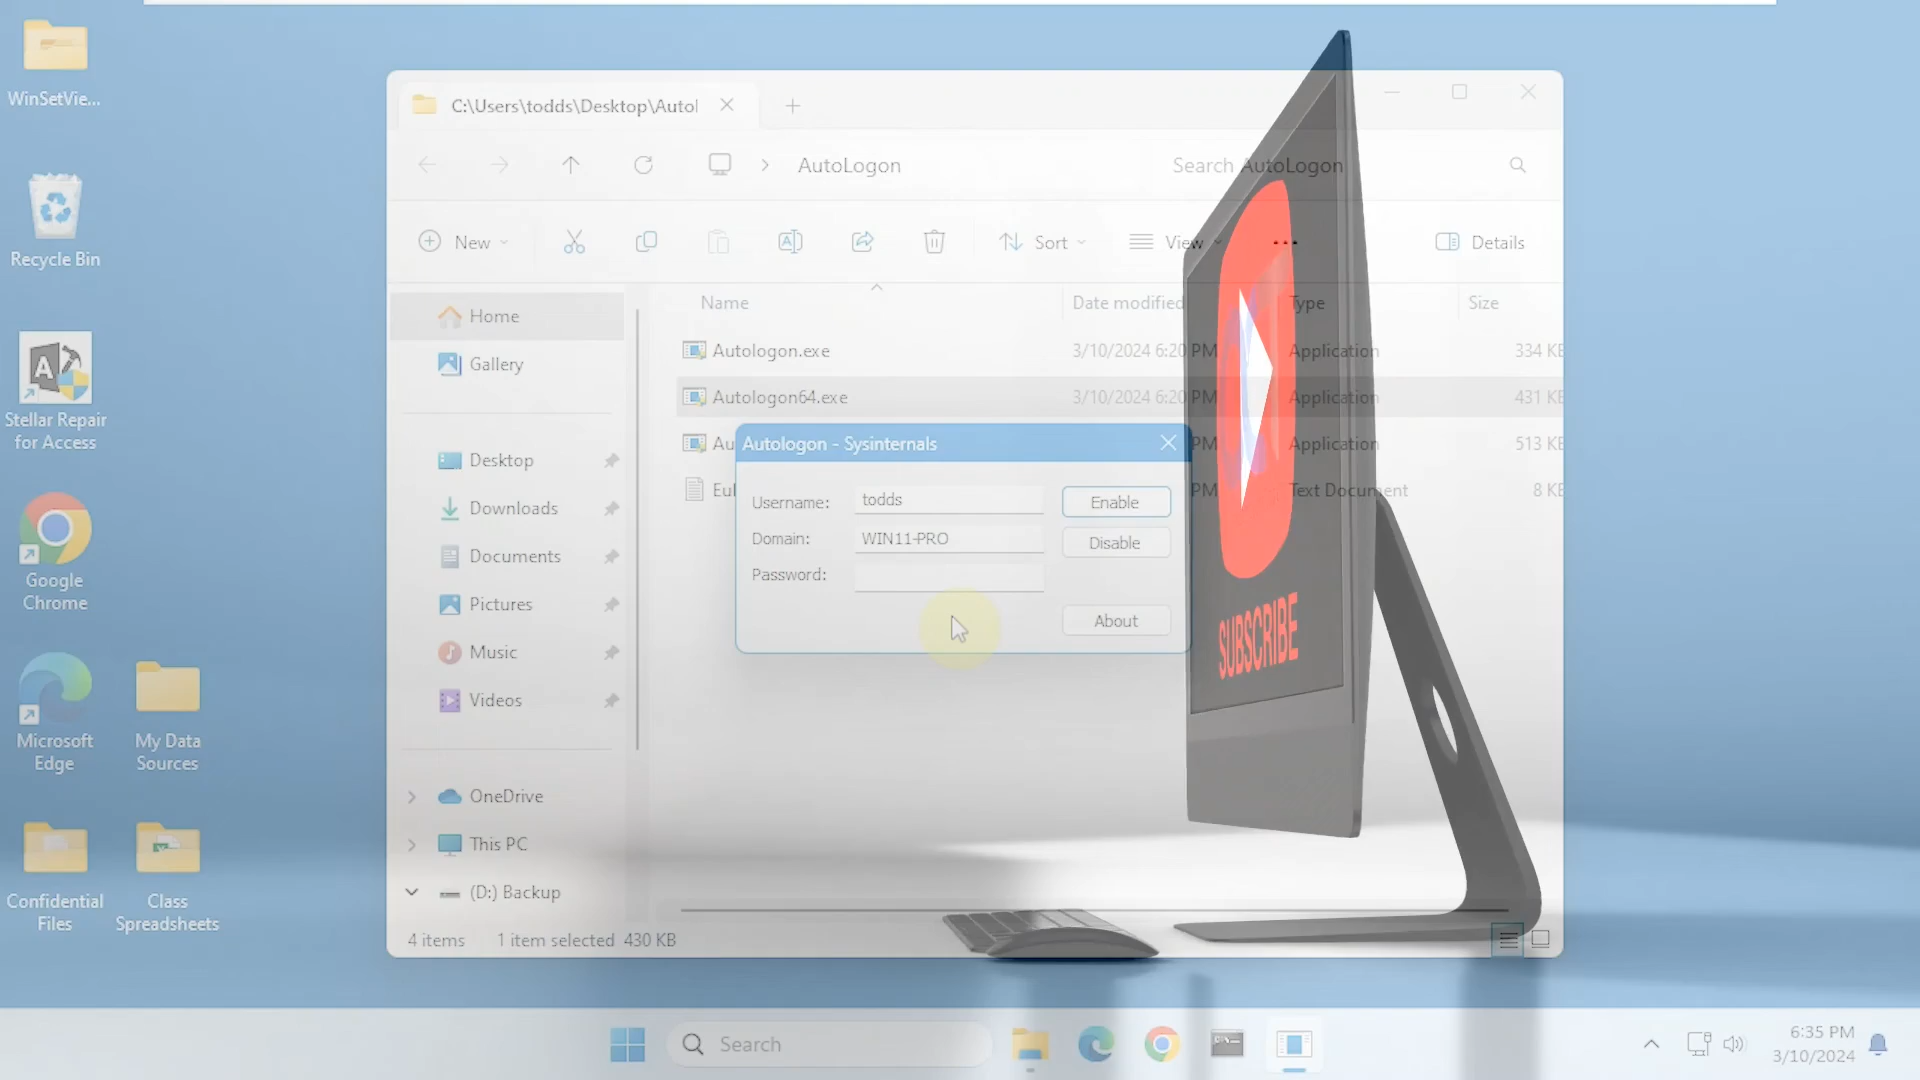 WinSetVie...
Recycle Bin
Stellar Repair
for Access
Google
Chrome
Microsoft
Edge
My Data
Sources
Confidential
Files
Class
Spreadsheets
C:\Users\todds\Desktop\Autol
AutoLogon
Search AutoLogon
New
Sort
View
Details
Name
Date modified
Type
Size
Home
Gallery
Desktop
Downloads
Documents
Pictures
Music
Videos
OneDrive
This PC
(D:) Backup
Autologon.exe 3/10/2024 6:20 PM Application 334 KB
Autologon64.exe 3/10/2024 6:20 PM Application 431 KB
Au PM Application 513 KB
Eul PM Text Document 8 KB
Autologon - Sysinternals
Username: todds
Enable
Domain: WIN11-PRO
Disable
Password:
About
SUBSCRIBE
4 items 1 item selected 430 KB
Search
6:35 PM
3/10/2024